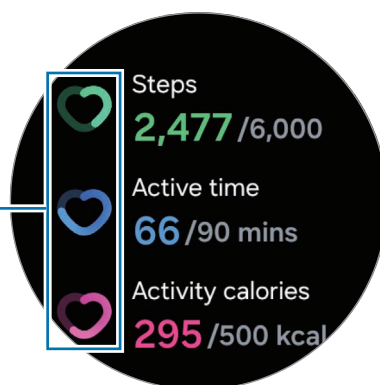 Steps
2,477 /6,000
Active time
66 /90 mins
Activity calories
295 /500 kcal